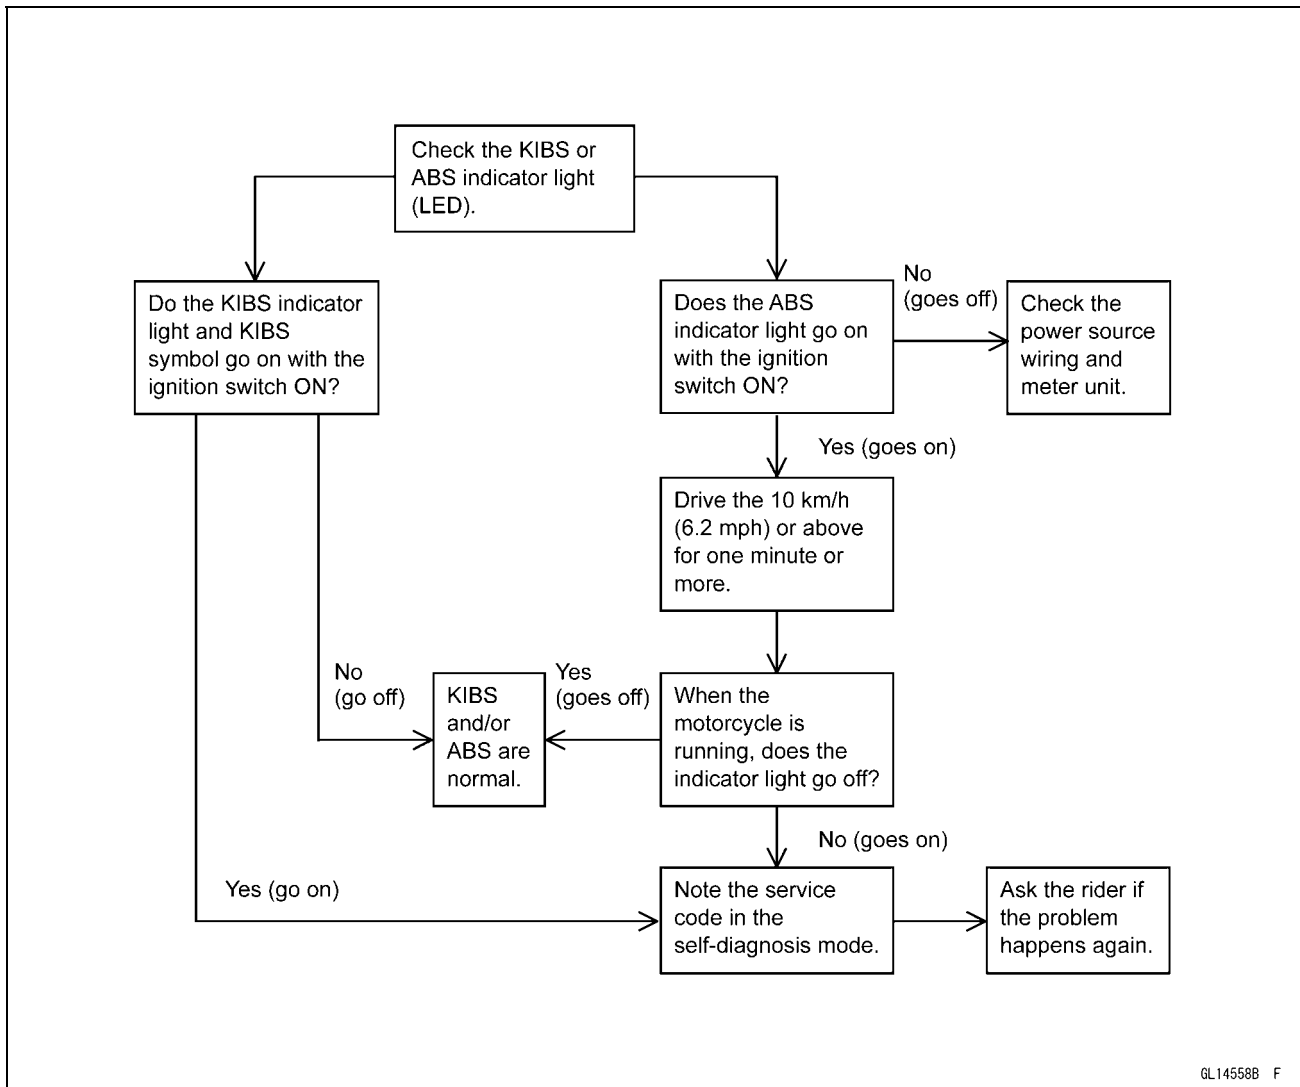 Check the KIBS or
ABS indicator light
(LED).
Do the KIBS indicator
light and KIBS
symbol go on with the
ignition switch ON?
Does the ABS
indicator light go on
with the ignition
switch ON?
No
(goes off)
Check the
power source
wiring and
meter unit.
Yes (goes on)
Drive the 10 km/h
(6.2 mph) or above
for one minute or
more.
No
(go off)
KIBS
and/or
ABS are
normal.
Yes
(goes off)
When the
motorcycle is
running, does the
indicator light go off?
No (goes on)
Yes (go on)
Note the service
code in the
self-diagnosis mode.
Ask the rider if
the problem
happens again.
GL14558B F